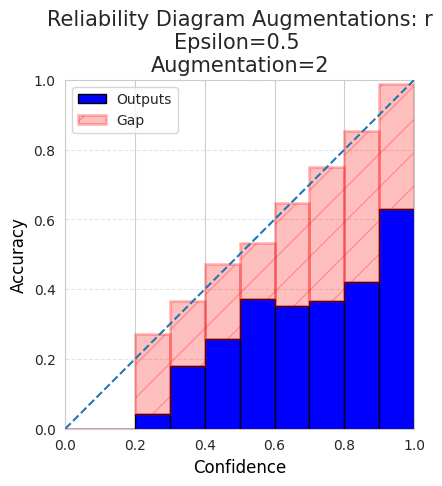 Reliability Diagram Augmentations: r
Epsilon=0.5
Augmentation=2
1.0
0.8
0.6
0.4
0.2
0.0
Accuracy
Outputs
Gap
0.0 0.2 0.4 0.6 0.8 1.0
Confidence